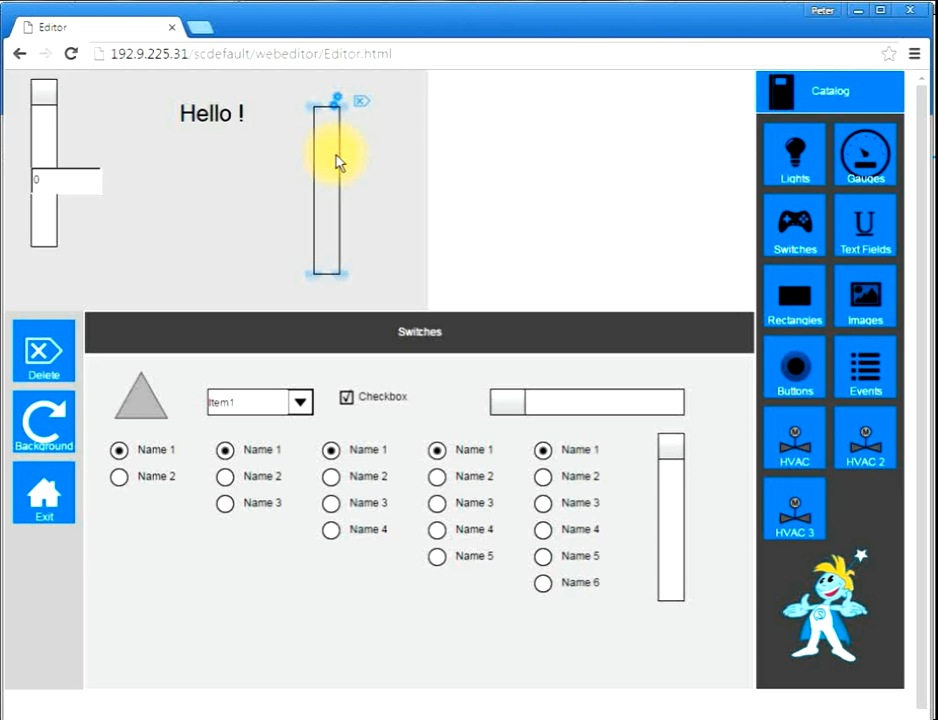 Peter
Editor
192.9.225.31/scdefault/webeditor/Editor.html
Hello !
0
Catalog
Lights
Gauges
Switches
Text Fields
Rectangles
Images
Buttons
Events
HVAC
HVAC 2
HVAC 3
Delete
Background
Exit
Switches
Item1
Checkbox
Name 1
Name 2
Name 1
Name 2
Name 3
Name 1
Name 2
Name 3
Name 4
Name 1
Name 2
Name 3
Name 4
Name 5
Name 1
Name 2
Name 3
Name 4
Name 5
Name 6